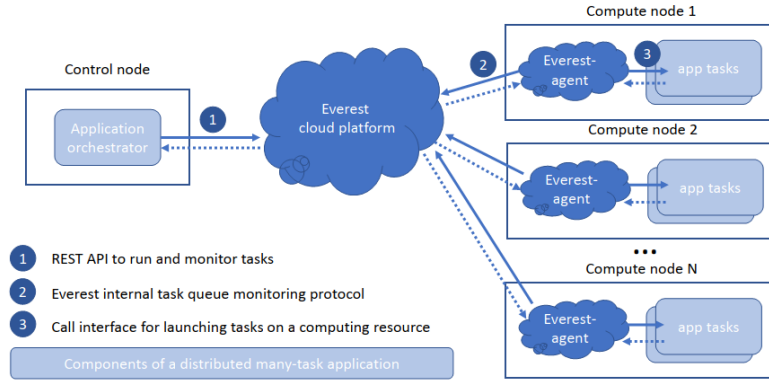 Compute node 1
Control node
Application
orchestrator
1
Everest
cloud platform
2
Everest-
agent
3
app tasks
Compute node 2
Everest-
agent
app tasks
...
Compute node N
Everest-
agent
app tasks
1 REST API to run and monitor tasks
2 Everest internal task queue monitoring protocol
3 Call interface for launching tasks on a computing resource
Components of a distributed many-task application